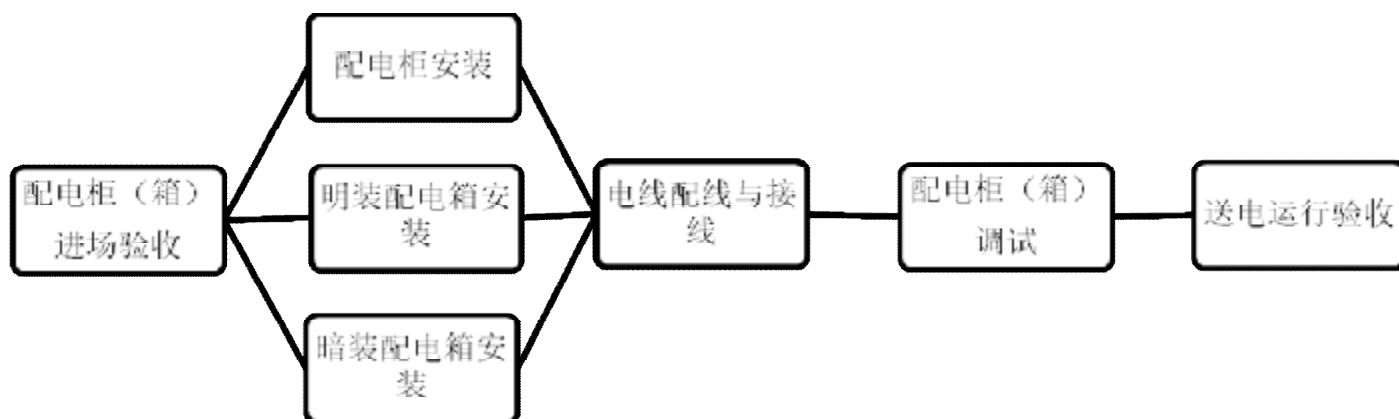 配电柜（箱）
进场验收
配电柜安装
明装配电箱安
装
暗装配电箱安
装
电线配线与接
线
配电柜（箱）
调试
送电运行验收